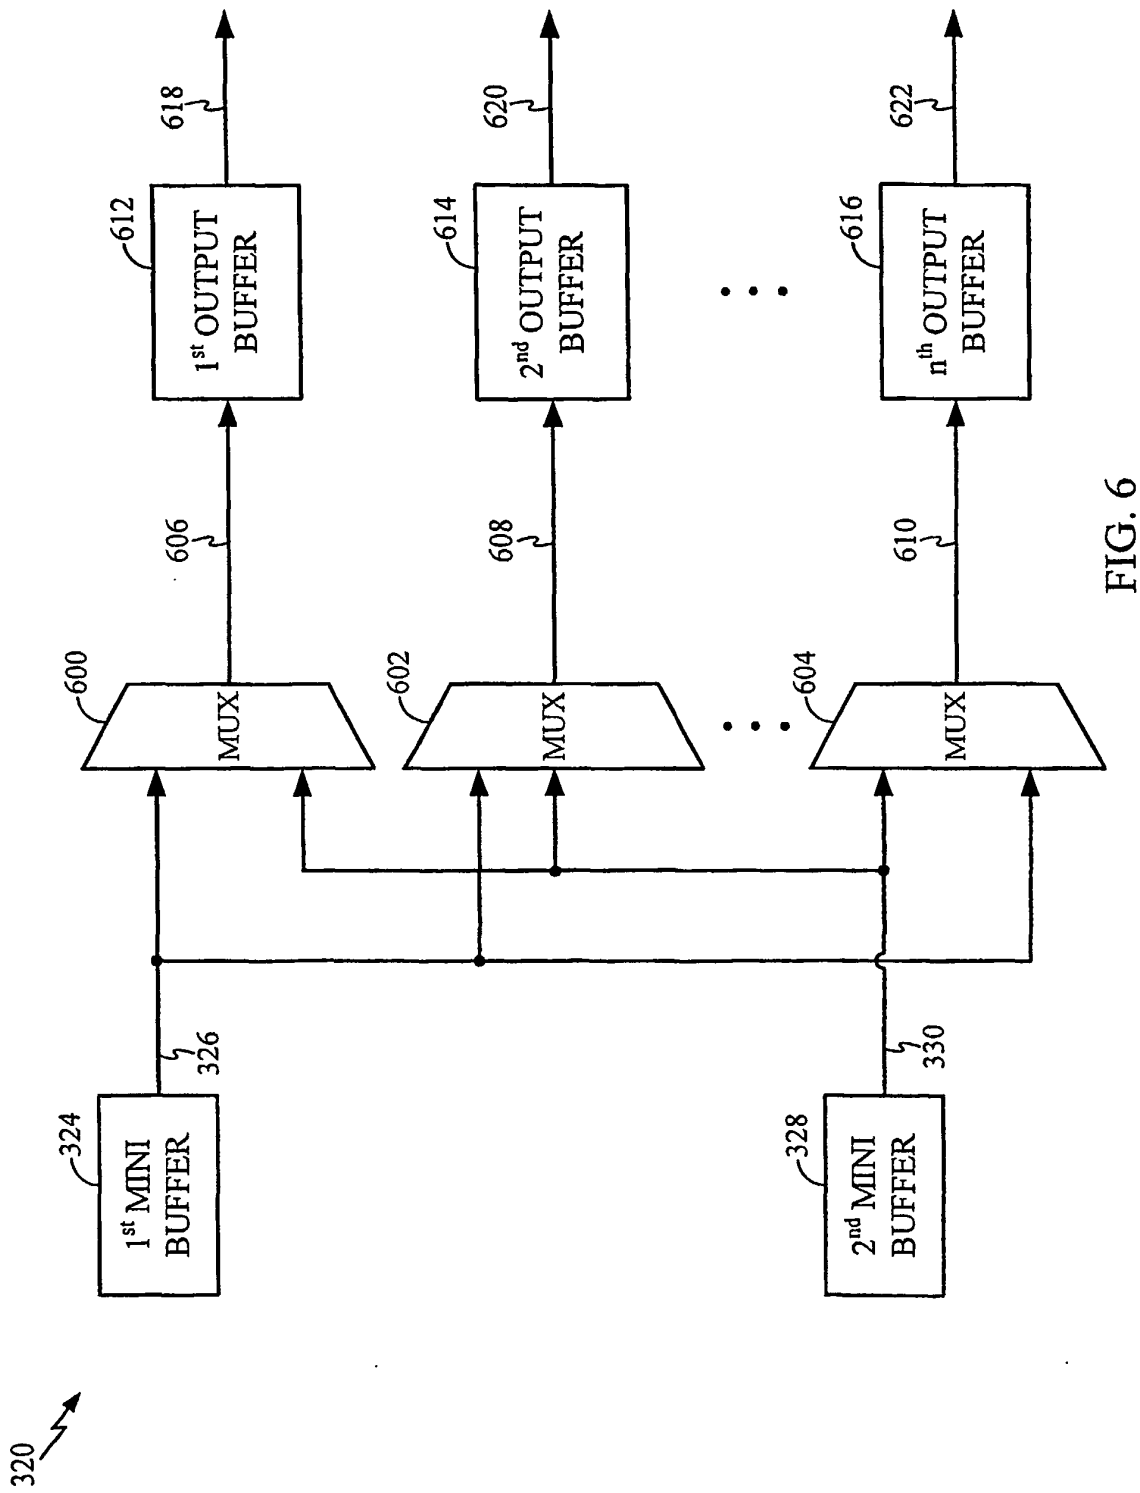 320
324
1st MINI
BUFFER
326
328
2nd MINI
BUFFER
330
600
MUX
602
MUX
604
MUX
606
608
610
612
1st OUTPUT
BUFFER
614
2nd OUTPUT
BUFFER
616
nth OUTPUT
BUFFER
618
620
622
FIG. 6